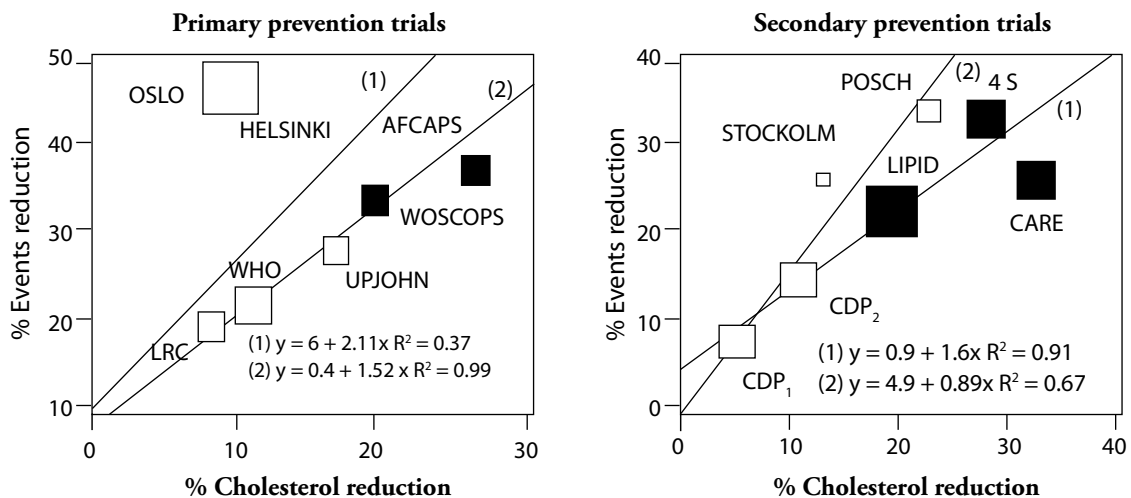 Primary prevention trials
% Events reduction
50
40
30
20
10
0
10
20
30
% Cholesterol reduction
OSLO
HELSINKI
(1)
(2)
AFCAPS
WOSCOPS
WHO
UPJOHN
LRC
(1) y = 6 + 2.11x R² = 0.37
(2) y = 0.4 + 1.52 x R² = 0.99
Secondary prevention trials
% Events reduction
40
30
20
10
0
0
10
20
30
40
% Cholesterol reduction
POSCH
(2)
4 S
(1)
STOCKOLM
LIPID
CARE
CDP₂
CDP₁
(1) y = 0.9 + 1.6x R² = 0.91
(2) y = 4.9 + 0.89x R² = 0.67